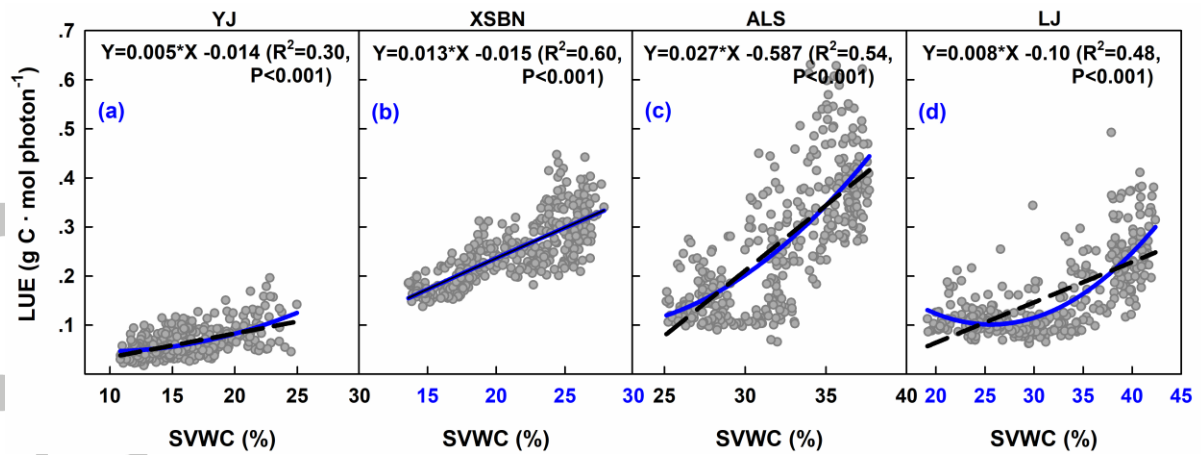 YJ XSBN ALS LJ
Y=0.005*X -0.014 (R²=0.30, P<0.001)
Y=0.013*X -0.015 (R²=0.60, P<0.001)
Y=0.027*X -0.587 (R²=0.54, P<0.001)
Y=0.008*X -0.10 (R²=0.48, P<0.001)
(a) (b) (c) (d)
LUE (g C · mol photon⁻¹)
.7
.6
.5
.4
.3
.2
.1
10 15 20 25 30 15 20 25 30 25 30 35 40 20 25 30 35 40 45
SVWC (%) SVWC (%) SVWC (%) SVWC (%)